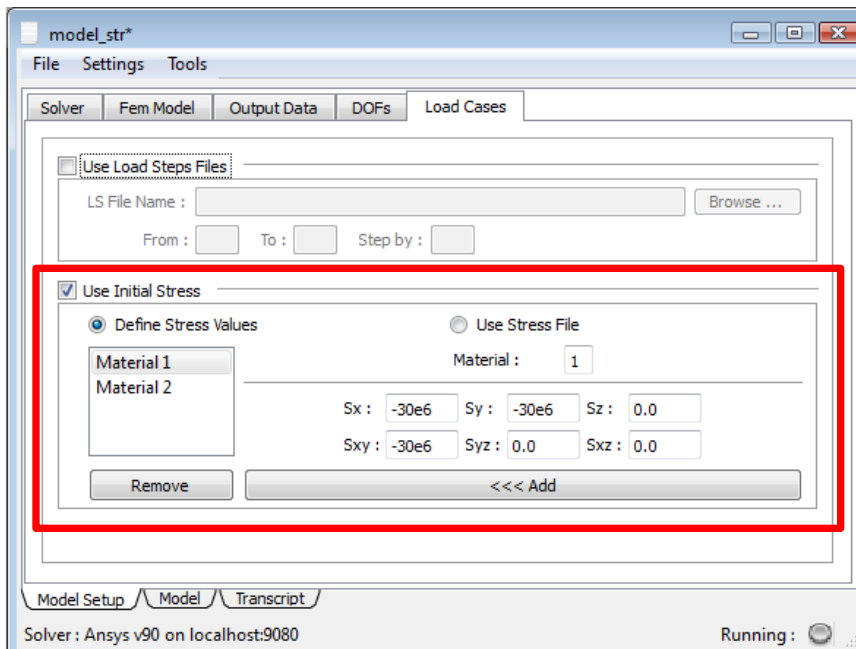 model_str*
File Settings Tools
Solver Fem Model Output Data DOFs Load Cases
Use Load Steps Files
LS File Name : Browse ...
From : To : Step by :
Use Initial Stress
Define Stress Values Use Stress File
Material 1 Material : 1
Material 2
Sx : -30e6 Sy : -30e6 Sz : 0.0
Sxy : -30e6 Syz : 0.0 Sxz : 0.0
Remove <<< Add
Model Setup Model Transcript
Solver : Ansys v90 on localhost:9080 Running :